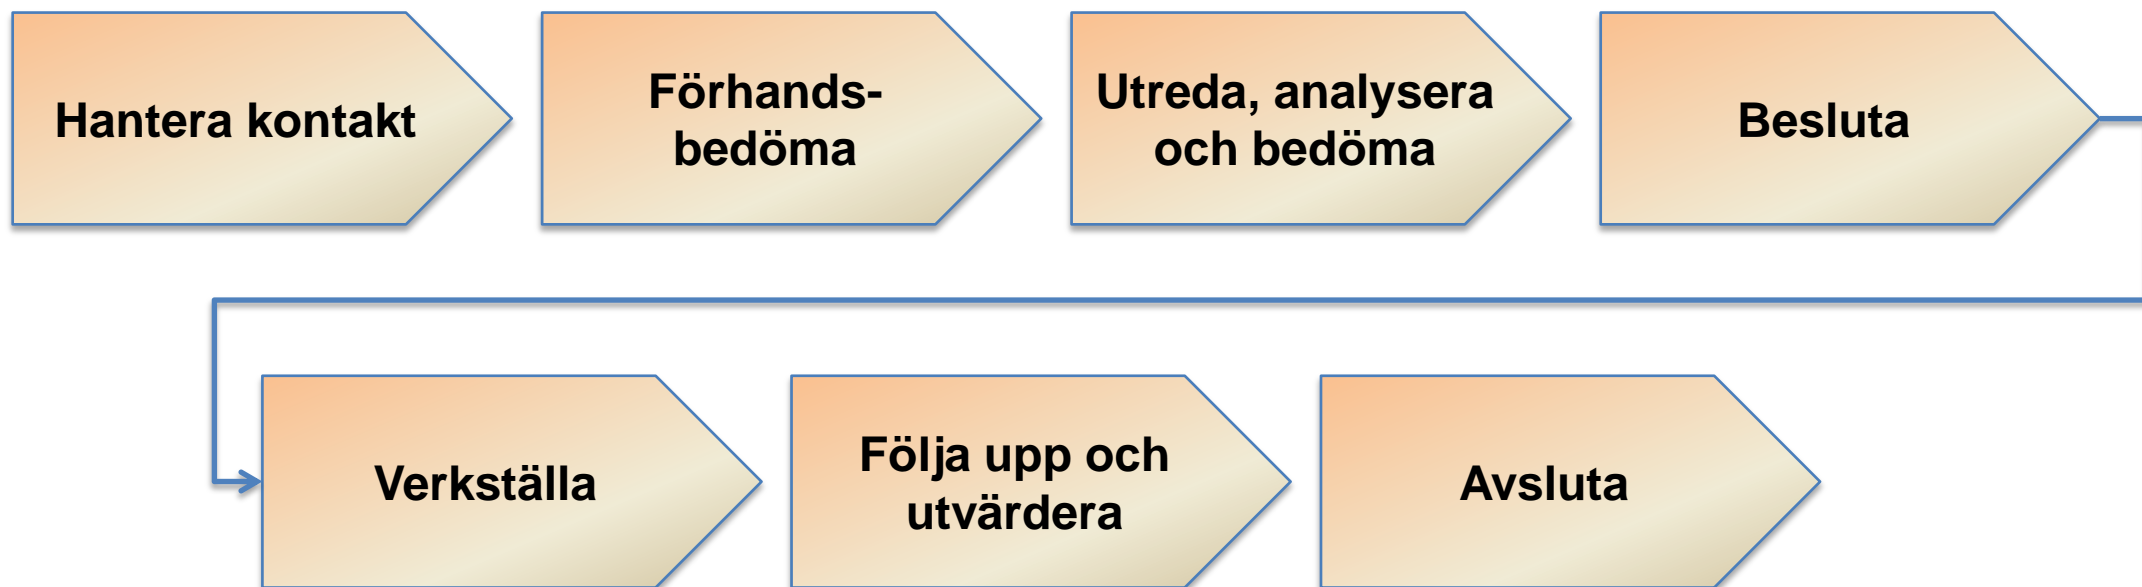 Hantera kontakt
Förhands-
bedöma
Utreda, analysera
och bedöma
Besluta
Verkställa
Följa upp och
utvärdera
Avsluta